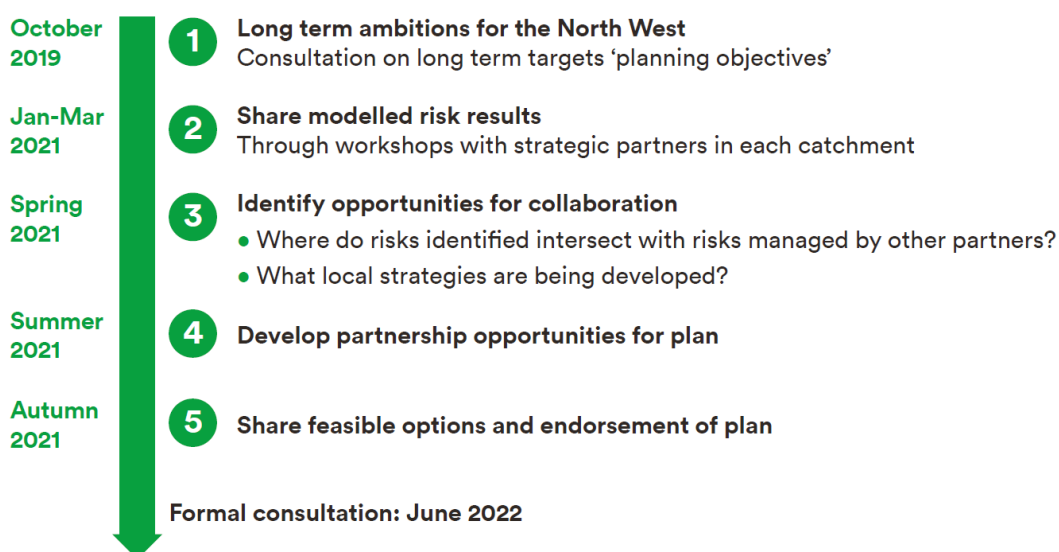 October
2019
1
Long term ambitions for the North West
Consultation on long term targets ‘planning objectives’
Jan-Mar
2021
2
Share modelled risk results
Through workshops with strategic partners in each catchment
Spring
2021
3
Identify opportunities for collaboration
• Where do risks identified intersect with risks managed by other partners?
• What local strategies are being developed?
Summer
2021
4
Develop partnership opportunities for plan
Autumn
2021
5
Share feasible options and endorsement of plan
Formal consultation: June 2022